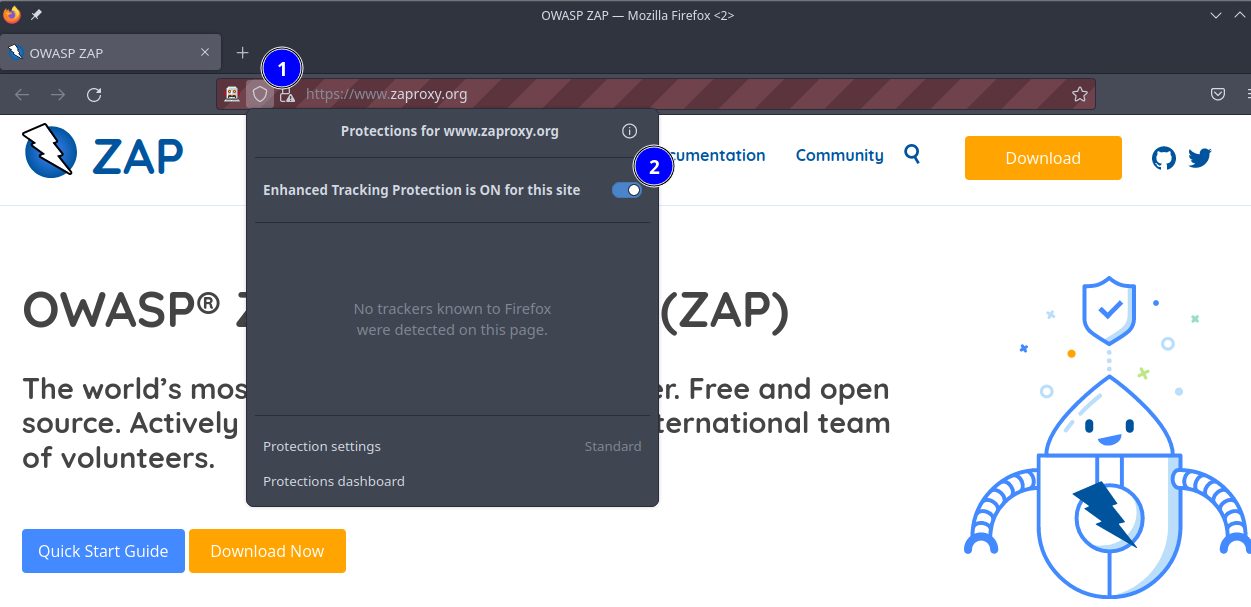 OWASP ZAP — Mozilla Firefox <2>
OWASP ZAP
1
https://www.zaproxy.org
Protections for www.zaproxy.org
ZAP
cumentation
Community
Download
2
Enhanced Tracking Protection is ON for this site
No trackers known to Firefox
were detected on this page.
OWASP® (ZAP)
The world's mos er. Free and open
source. Actively ternational team
of volunteers.
Protection settings Standard
Protections dashboard
Quick Start Guide
Download Now